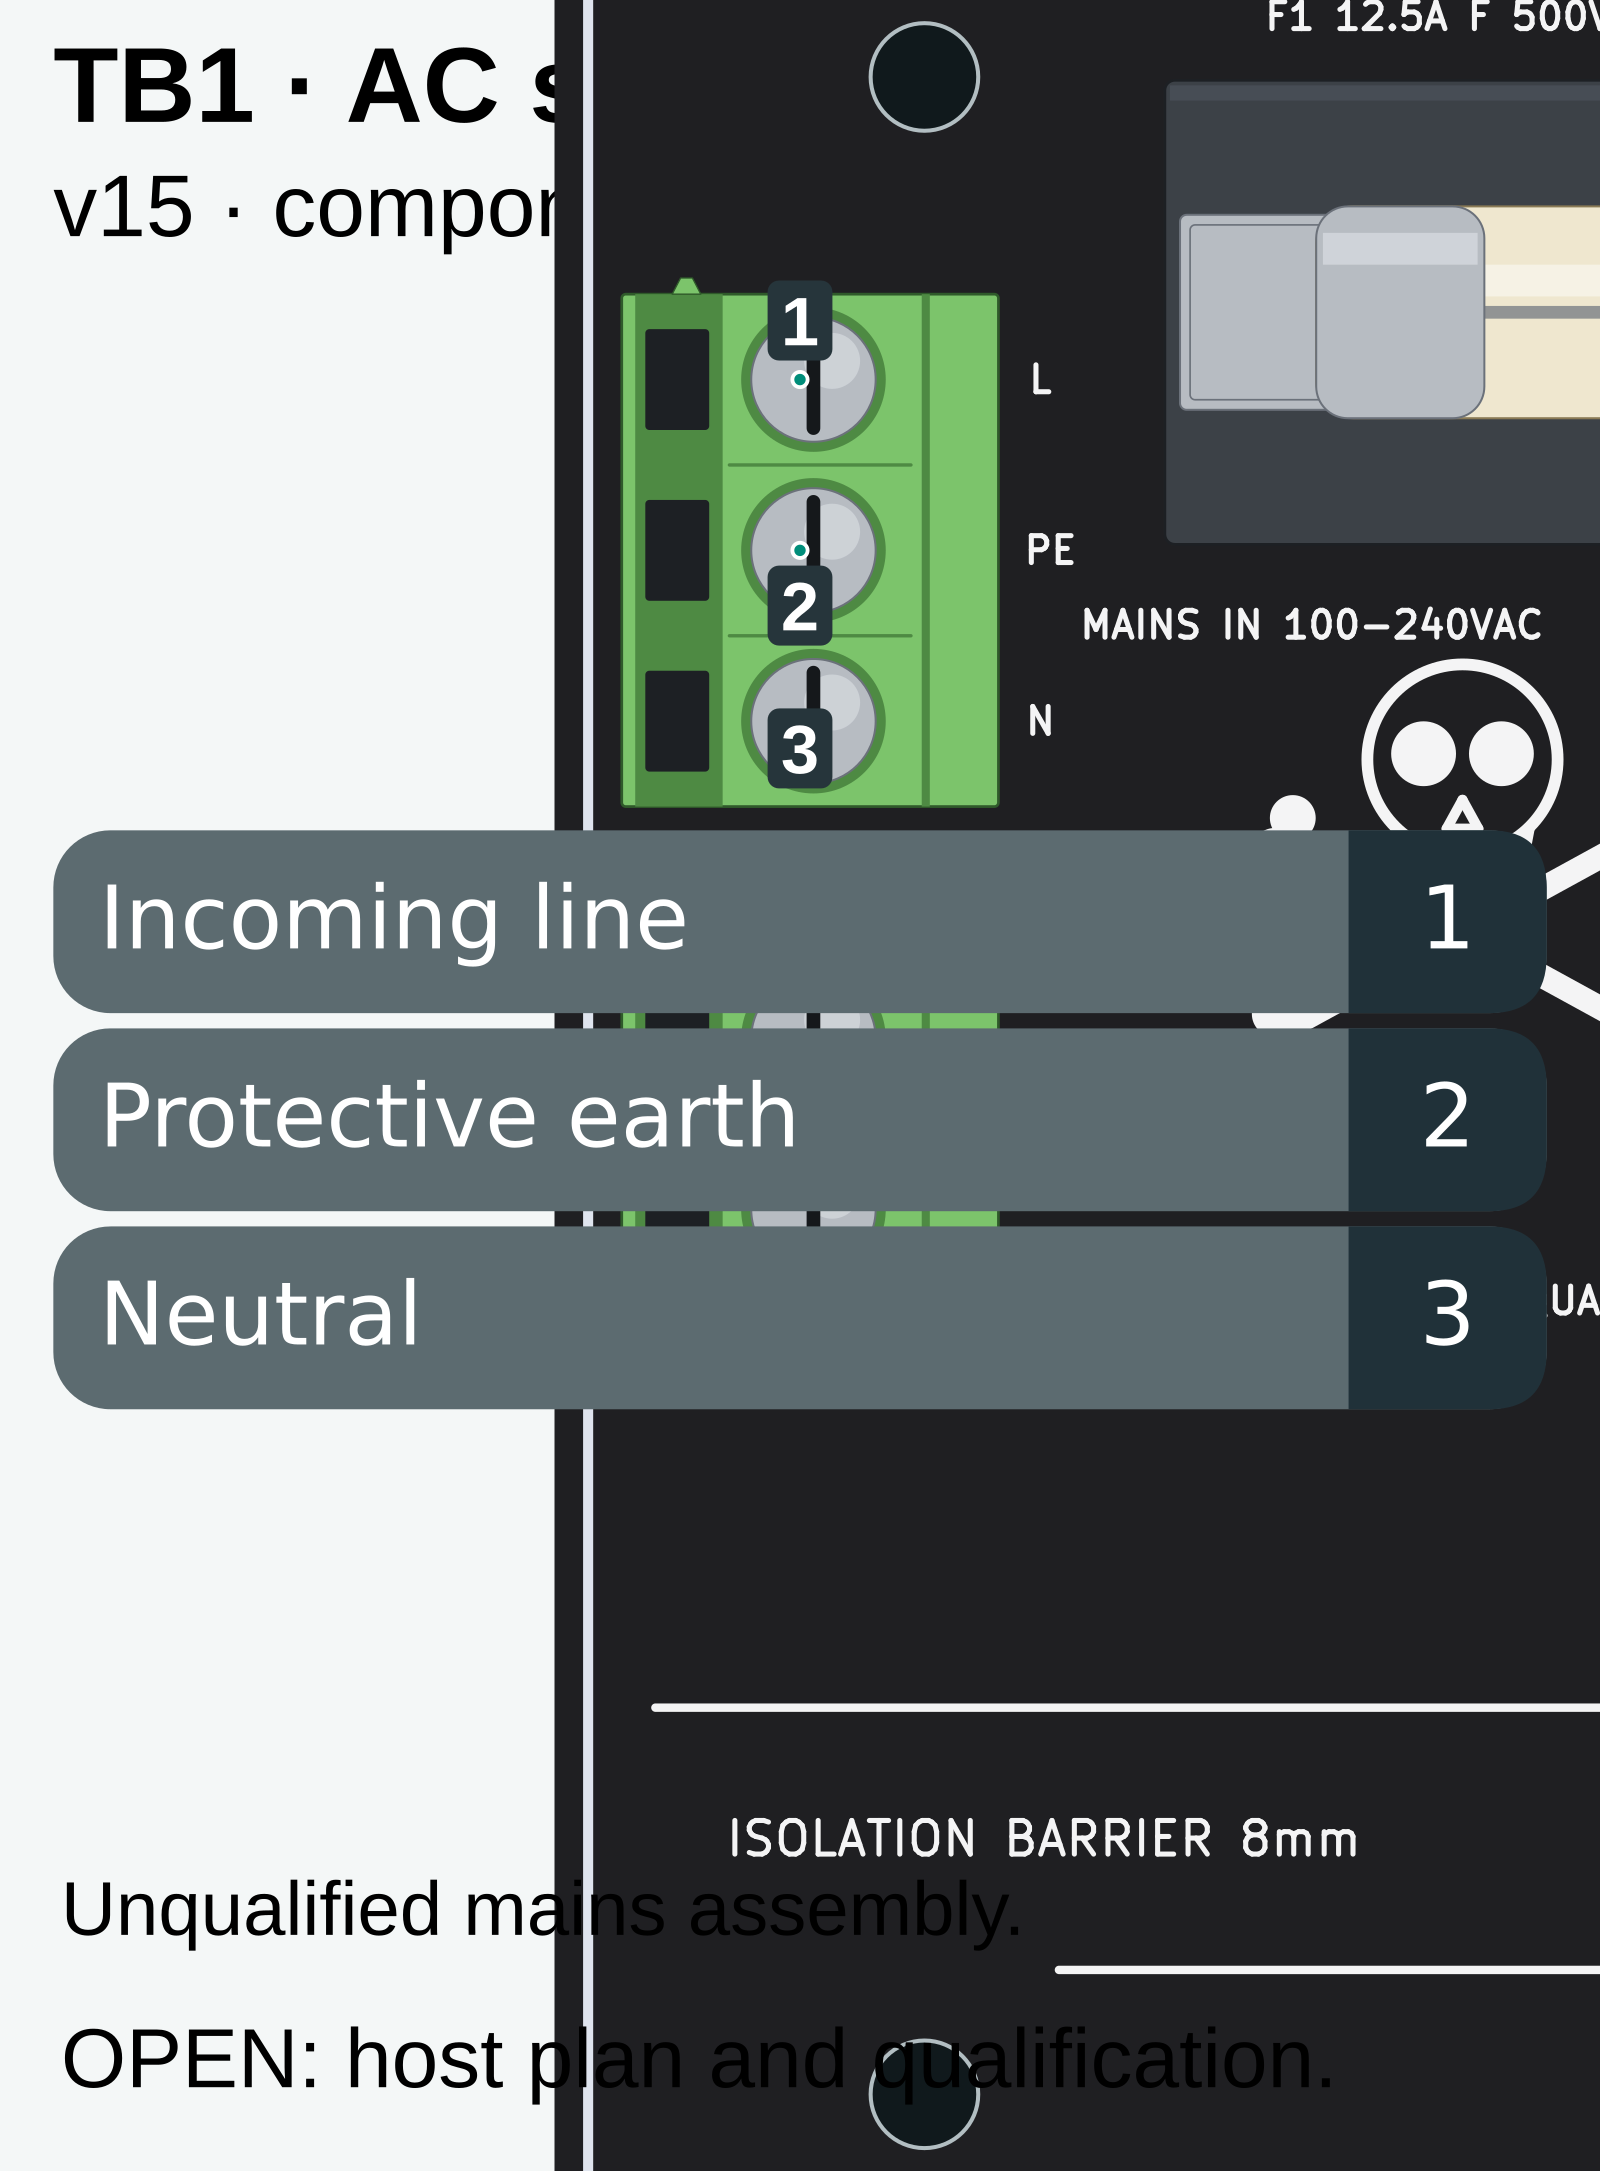 F1 12.5A F 500V
TB1 · AC
v15 ·
1
L
2
PE
MAINS IN 100-240VAC
3
N
Incoming line 1
Protective earth 2
Neutral 3
ISOLATION BARRIER 8mm
Unqualified mains assembly.
OPEN: host plan and qualification.